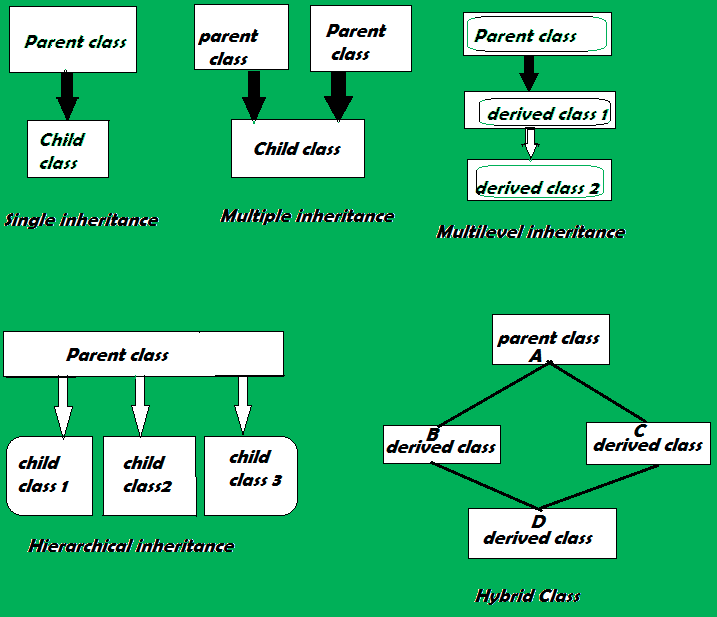 Parent class
Child
class
Single inheritance
parent
class
Parent
class
Child class
Multiple inheritance
Parent class
derived class 1
derived class 2
Multilevel inheritance
Parent class
child
class 1
child
class2
child
class 3
Hierarchical inheritance
parent class
A
B
derived class
C
derived class
D
derived class
Hybrid Class